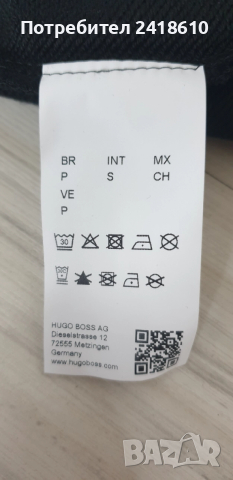 Потребител 2418610
BR INT MX
P S CH
VE
P
30
HUGO BOSS AG
Dieselstrasse 12
72555 Metzingen
Germany
www.hugoboss.com
BAZAR